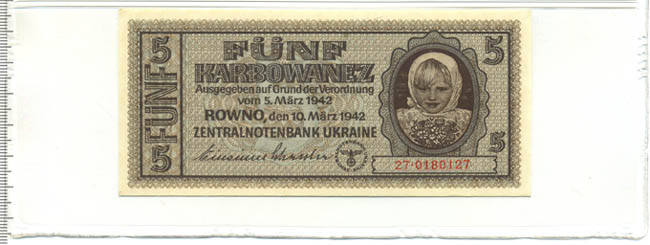 FÜNF
5
5
FÜNF
KARBOWANEZ
Ausgegeben auf Grund der Verordnung
vom 5. März 1942
ROWNO, den 10. März 1942
ZENTRALNOTENBANK UKRAINE
27·0180127
5
5